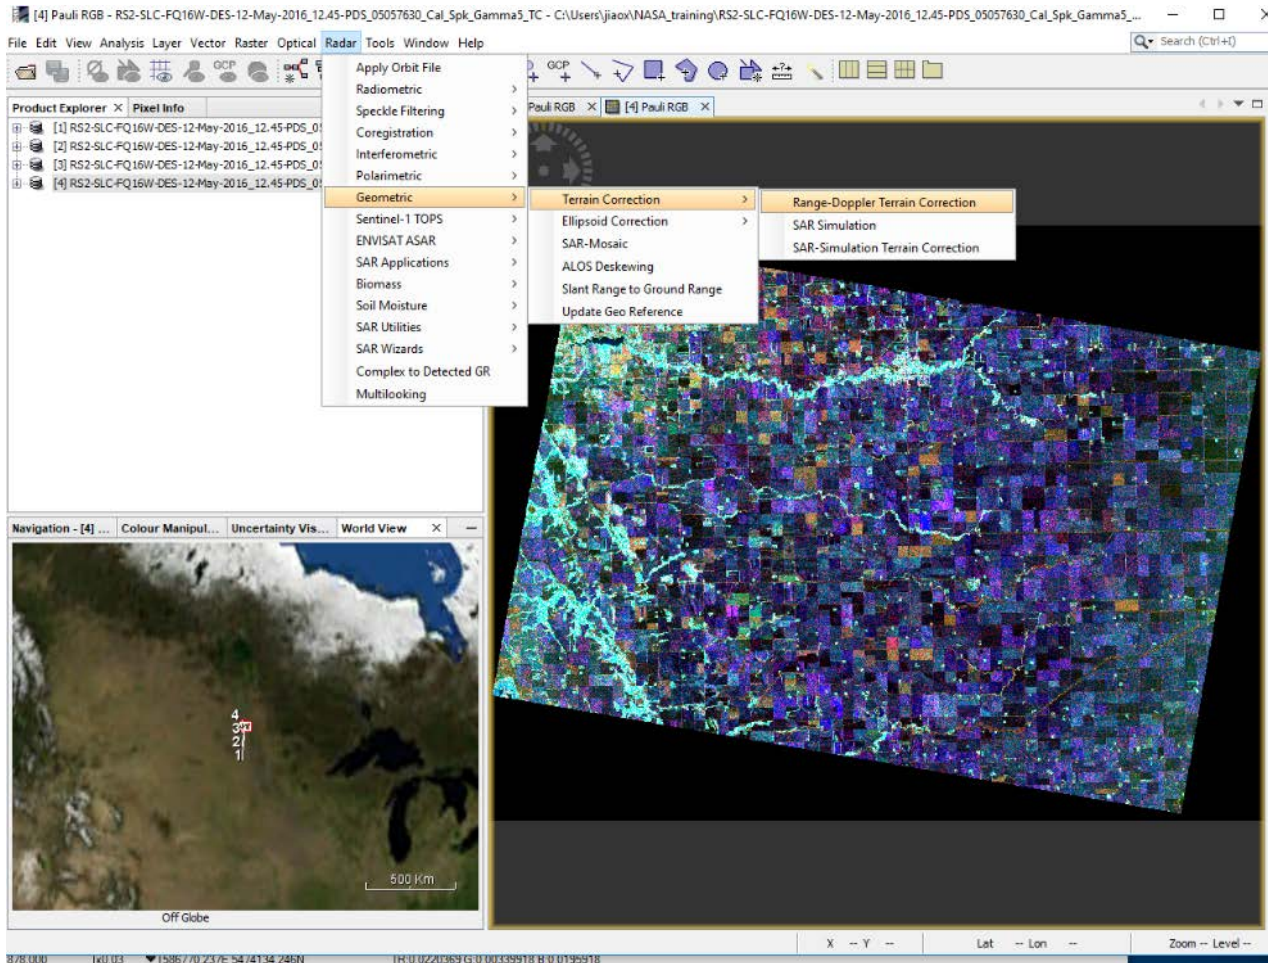 [4] Pauli RGB - RS2-SLC-FQ16W-DES-12-May-2016_12.45-PDS_05057630_Cal_Spk_Gamma5_TC - C:\Users\jiaox\NASA_training\RS2-SLC-FQ16W-DES-12-May-2016_12.45-PDS_05057630_Cal_Spk_Gamma5_...
File Edit View Analysis Layer Vector Raster Optical Radar Tools Window Help
Search (Ctrl+I)
GCP
GCP
Product Explorer X Pixel Info
Pauli RGB X [4] Pauli RGB X
[1] RS2-SLC-FQ16W-DES-12-May-2016_12.45-PDS_05
[2] RS2-SLC-FQ16W-DES-12-May-2016_12.45-PDS_05
[3] RS2-SLC-FQ16W-DES-12-May-2016_12.45-PDS_05
[4] RS2-SLC-FQ16W-DES-12-May-2016_12.45-PDS_05
Apply Orbit File
Radiometric
Speckle Filtering
Coregistration
Interferometric
Polarimetric
Geometric
Sentinel-1 TOPS
ENVISAT ASAR
SAR Applications
Biomass
Soil Moisture
SAR Utilities
SAR Wizards
Complex to Detected GR
Multilooking
Terrain Correction
Ellipsoid Correction
SAR-Mosaic
ALOS Deskewing
Slant Range to Ground Range
Update Geo Reference
Range-Doppler Terrain Correction
SAR Simulation
SAR-Simulation Terrain Correction
Navigation - [4] ... Colour Manipul... Uncertainty Vis... World View X
4
3
2
1
500 Km
Off Globe
X -- Y -- Lat -- Lon -- Zoom -- Level --